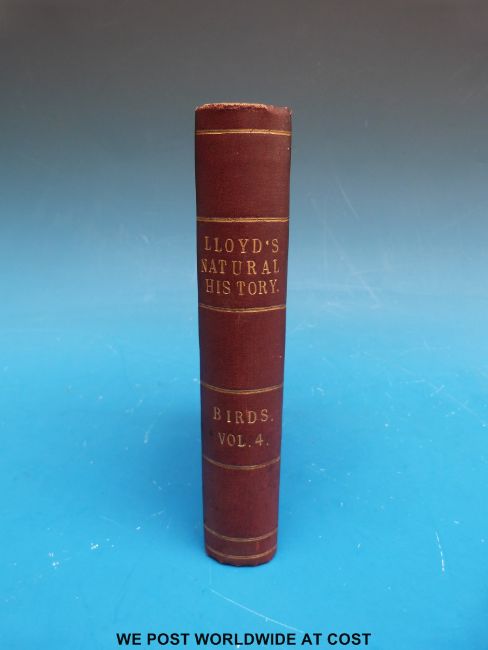 LLOYD'S
NATURAL
HISTORY.
BIRDS.
VOL. 4.
WE POST WORLDWIDE AT COST